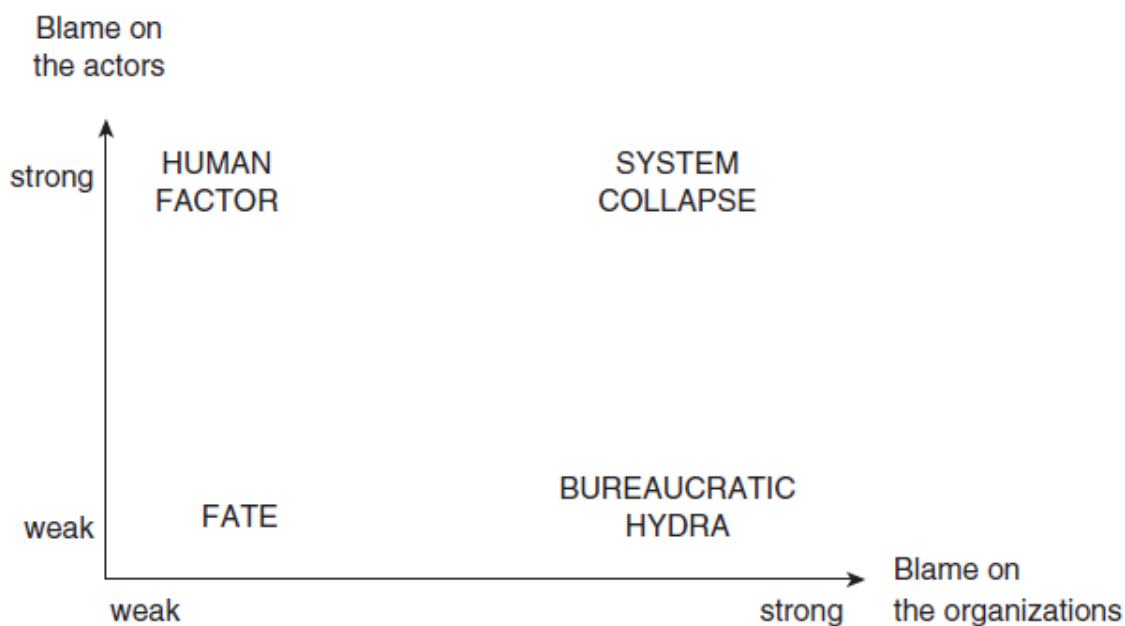 Blame on
the actors
strong
HUMAN
FACTOR
SYSTEM
COLLAPSE
weak
FATE
BUREAUCRATIC
HYDRA
weak
strong
Blame on
the organizations